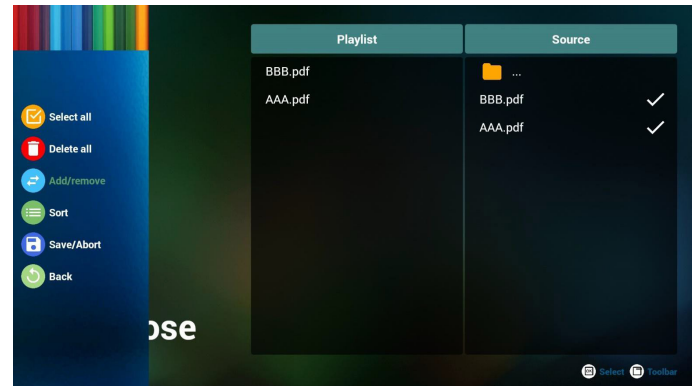 Playlist
Source
BBB.pdf
AAA.pdf
...
BBB.pdf
AAA.pdf
Select all
Delete all
Add/remove
Sort
Save/Abort
Back
ose
Select
Toolbar